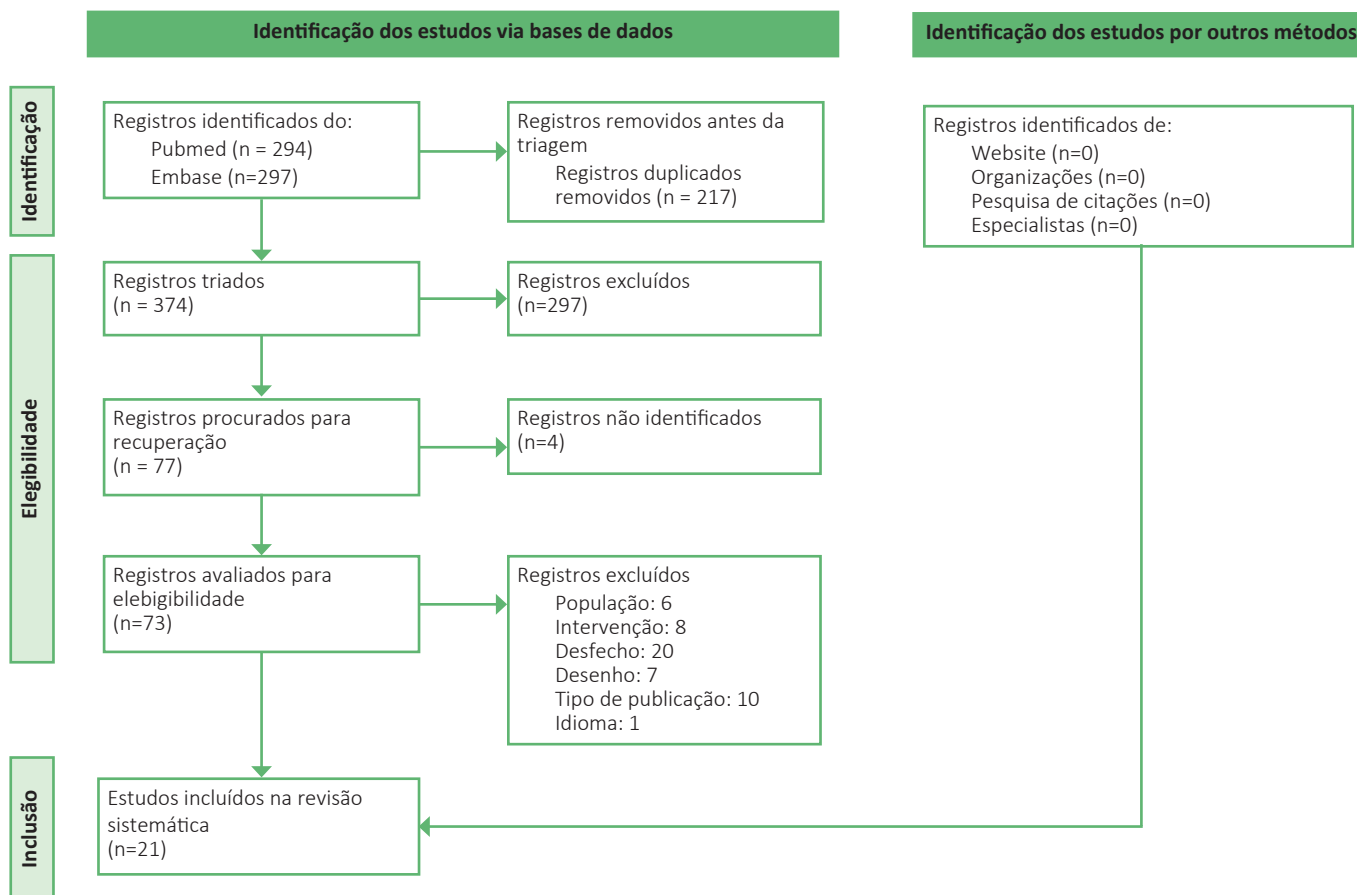 Identificação dos estudos via bases de dados
Identificação dos estudos por outros métodos
Identificação
Registros identificados do:
Pubmed (n = 294)
Embase (n=297)
Registros removidos antes da
triagem
Registros duplicados
removidos (n = 217)
Registros identificados de:
Website (n=0)
Organizações (n=0)
Pesquisa de citações (n=0)
Especialistas (n=0)
Elegibilidade
Registros triados
(n = 374)
Registros excluídos
(n=297)
Registros procurados para
recuperação
(n = 77)
Registros não identificados
(n=4)
Registros avaliados para
elebigibilidade
(n=73)
Registros excluídos
População: 6
Intervenção: 8
Desfecho: 20
Desenho: 7
Tipo de publicação: 10
Idioma: 1
Inclusão
Estudos incluídos na revisão
sistemática
(n=21)